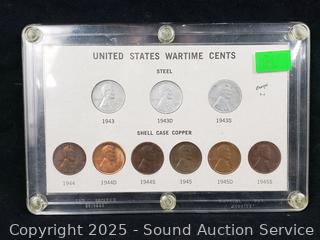 UNITED STATES WARTIME CENTS
STEEL
1943 1943D 1943S
SHELL CASE COPPER
1944 1944D 1944S 1945 1945D 1945S
Copyright 2025 - Sound Auction Service